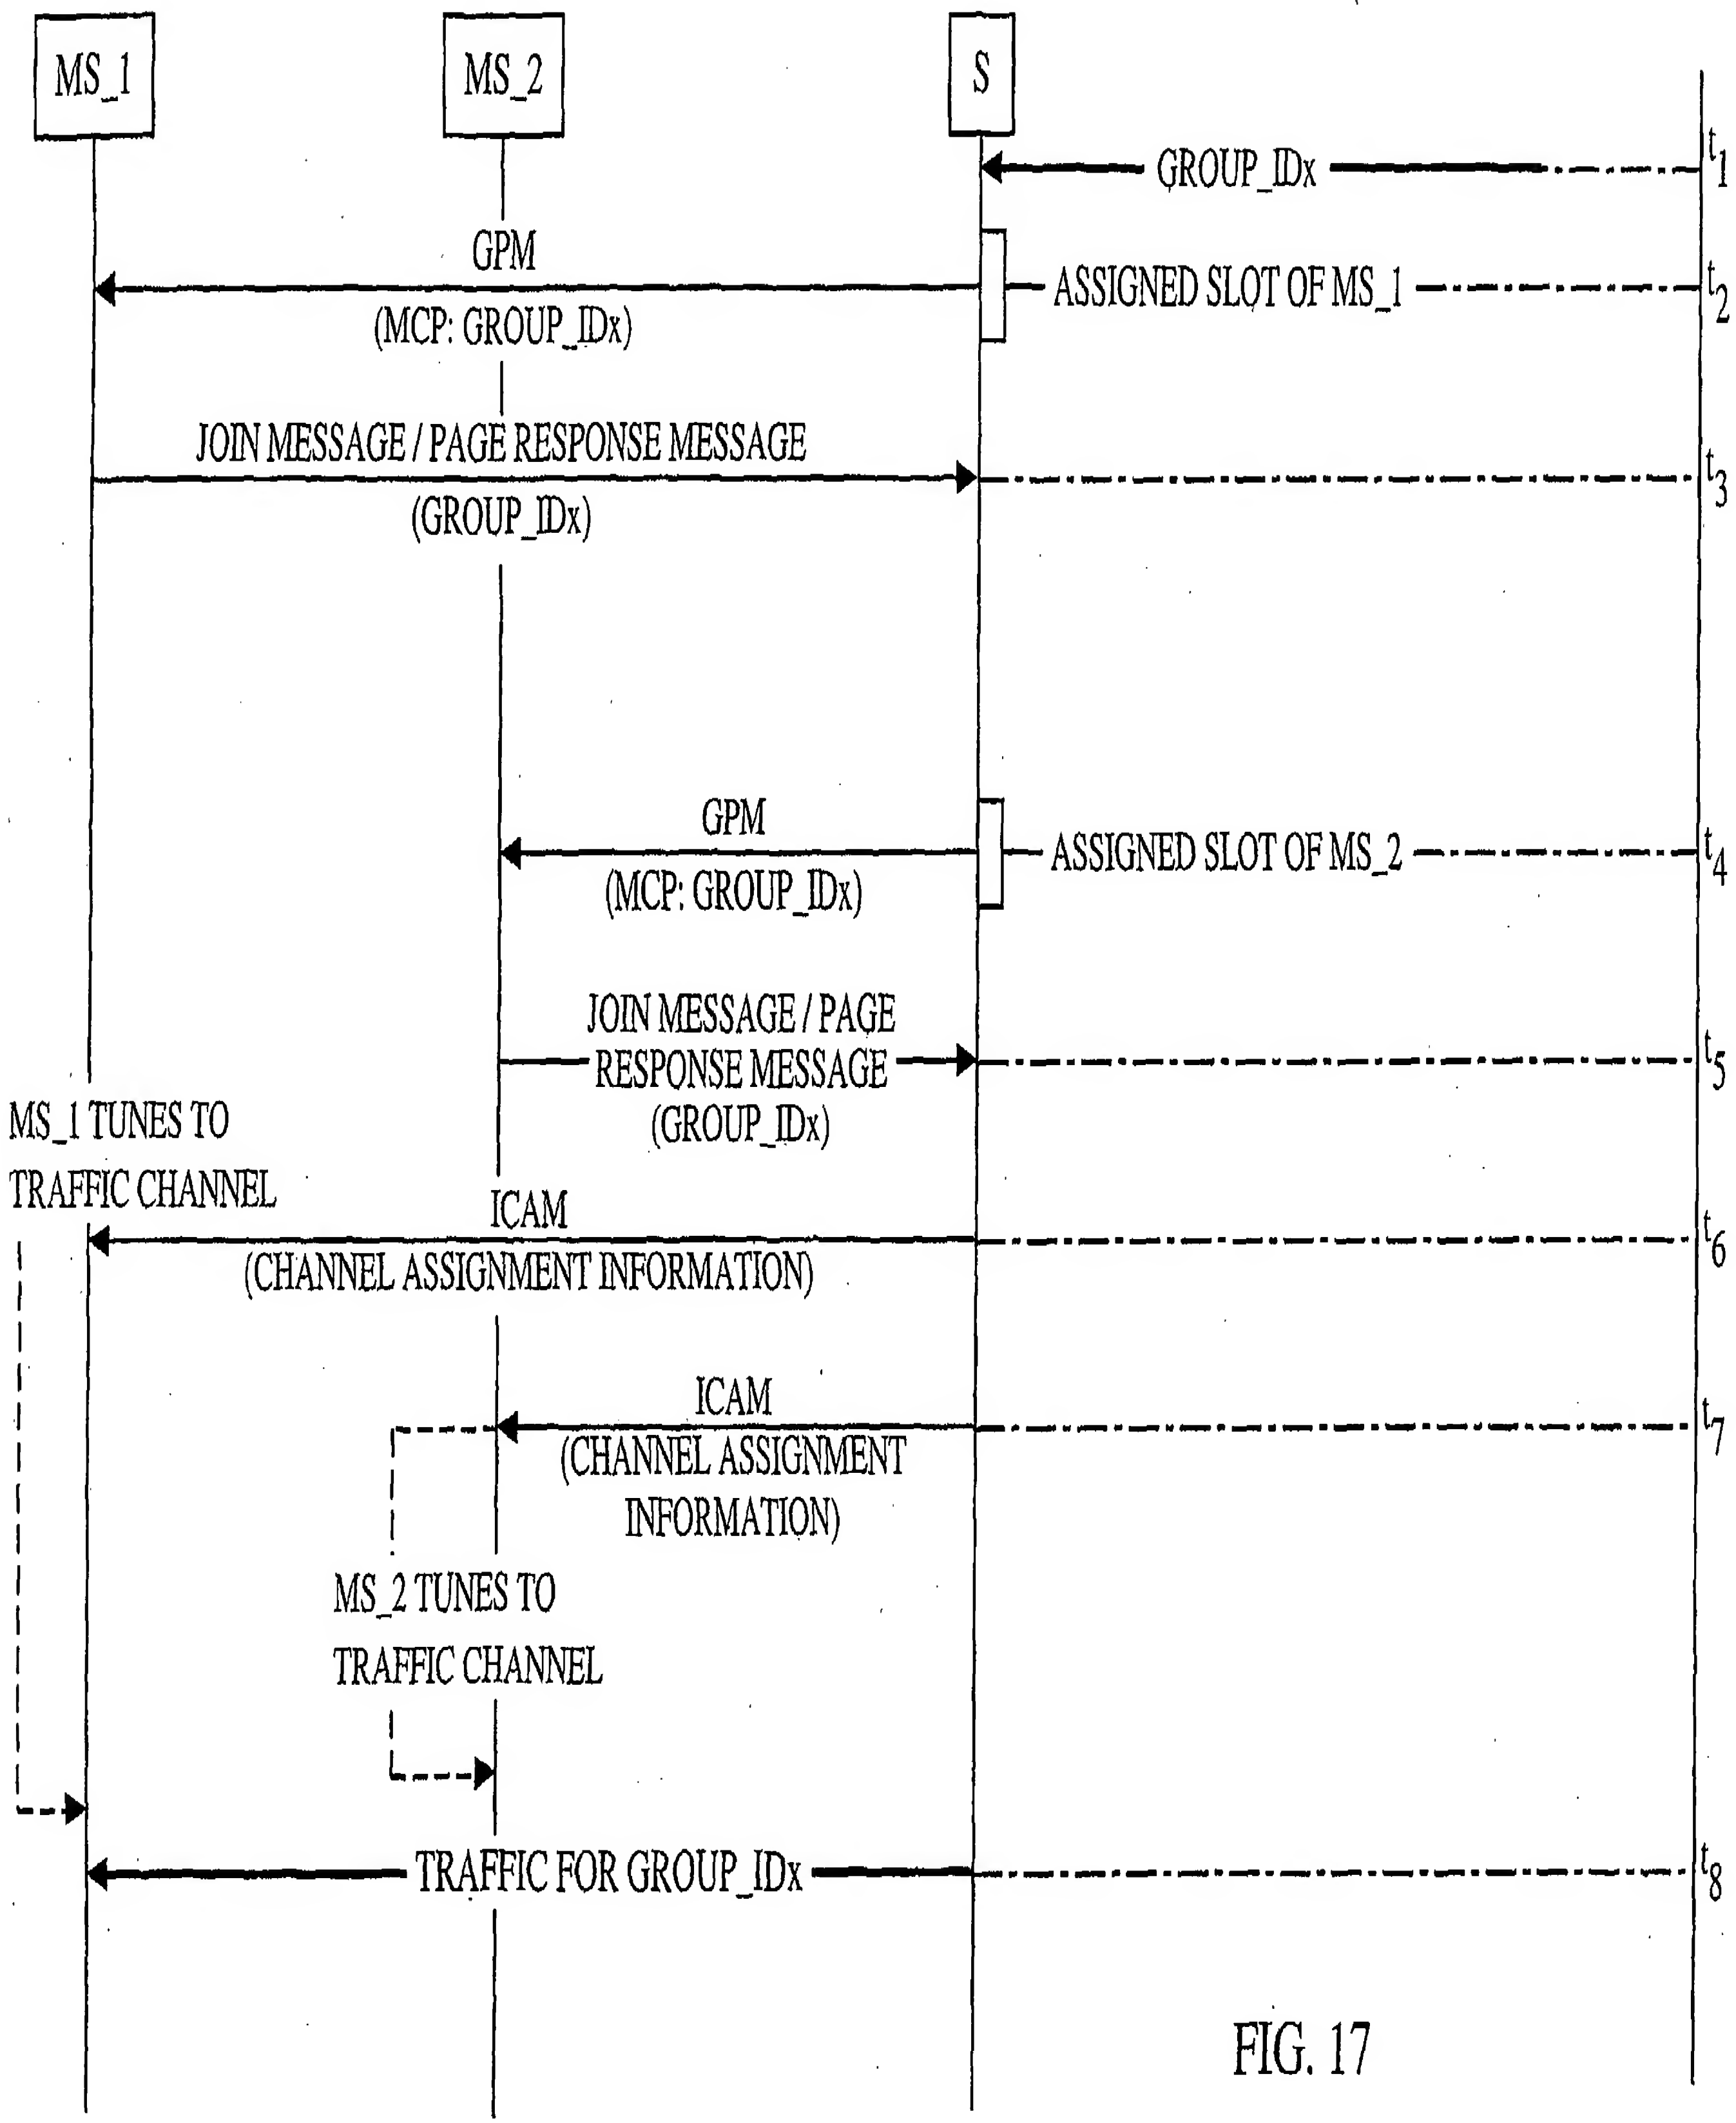 MS_1 MS_2 S
t1
GROUP_IDx
GPM
ASSIGNED SLOT OF MS_1 t2
(MCP: GROUP_IDx)
JOIN MESSAGE / PAGE RESPONSE MESSAGE
t3
(GROUP_IDx)
GPM
ASSIGNED SLOT OF MS_2 t4
(MCP: GROUP_IDx)
JOIN MESSAGE / PAGE
RESPONSE MESSAGE t5
(GROUP_IDx)
MS_1 TUNES TO
TRAFFIC CHANNEL
ICAM
t6
(CHANNEL ASSIGNMENT INFORMATION)
ICAM
t7
(CHANNEL ASSIGNMENT
INFORMATION)
MS_2 TUNES TO
TRAFFIC CHANNEL
TRAFFIC FOR GROUP_IDx t8
FIG. 17